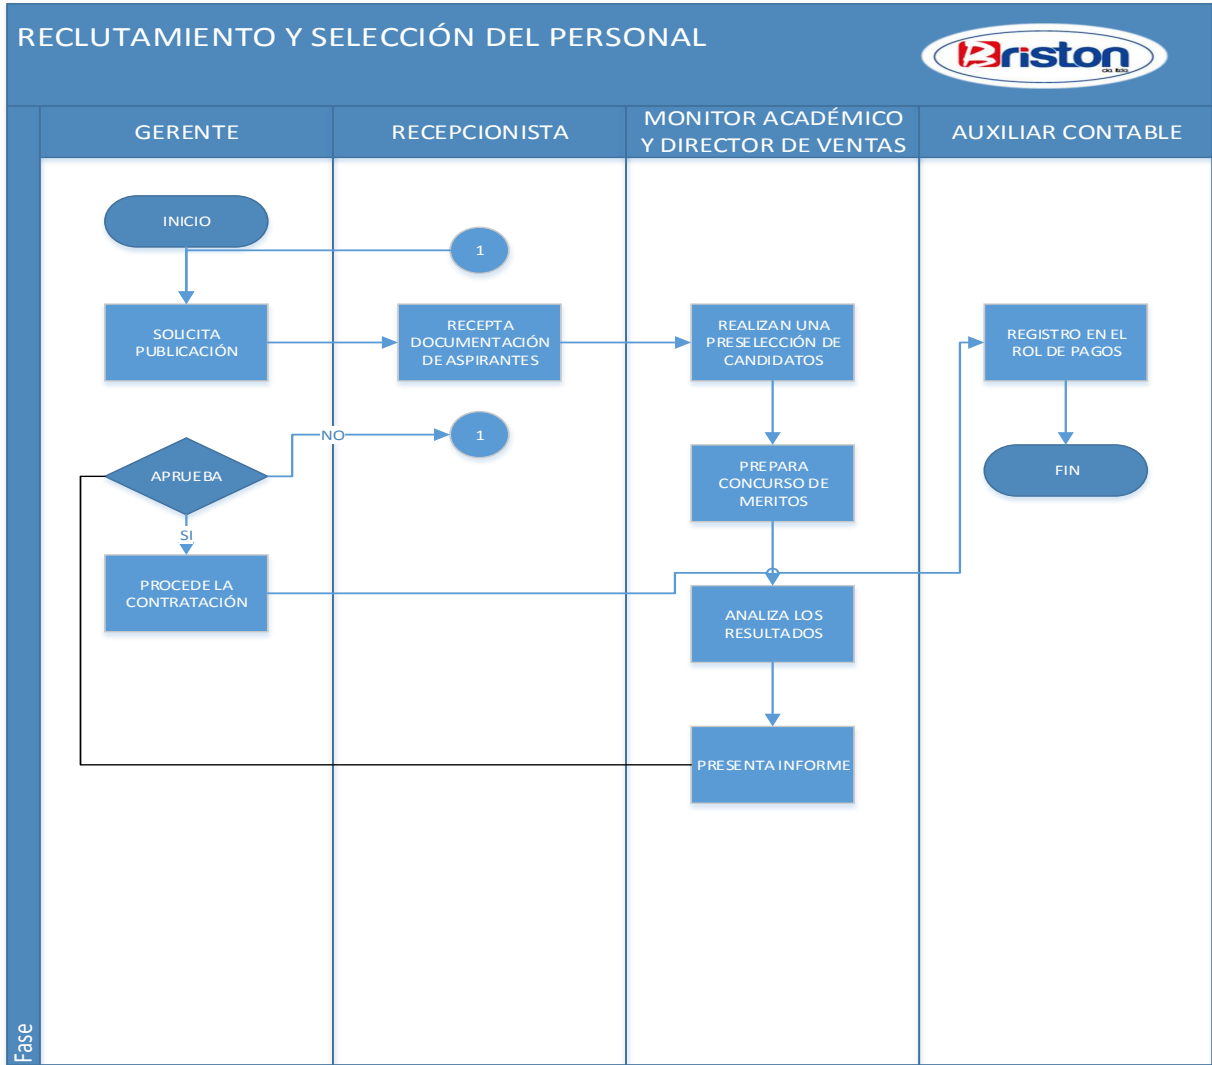 RECLUTAMIENTO Y SELECCIÓN DEL PERSONAL
Briston
cia ltda
GERENTE
RECEPCIONISTA
MONITOR ACADÉMICO
Y DIRECTOR DE VENTAS
AUXILIAR CONTABLE
INICIO
1
SOLICITA
PUBLICACIÓN
RECEPTA
DOCUMENTACIÓN
DE ASPIRANTES
REALIZAN UNA
PRESELECCIÓN DE
CANDIDATOS
REGISTRO EN EL
ROL DE PAGOS
NO
1
APRUEBA
PREPARA
CONCURSO DE
MERITOS
FIN
SI
PROCEDE LA
CONTRATACIÓN
ANALIZA LOS
RESULTADOS
PRESENTA INFORME
Fase